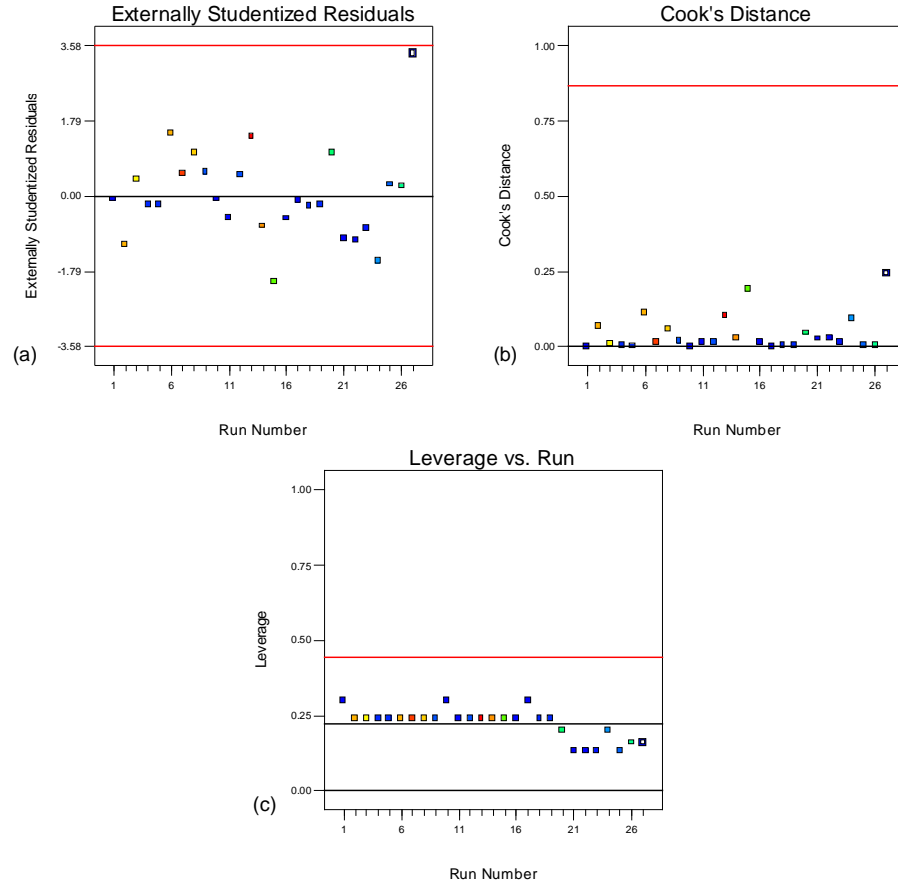 Externally Studentized Residuals
Externally Studentized Residuals
3.58
1.79
0.00
-1.79
-3.58
1 6 11 16 21 26
Run Number
(a)
Cook's Distance
Cook's Distance
1.00
0.75
0.50
0.25
0.00
1 6 11 16 21 26
Run Number
(b)
Leverage vs. Run
Leverage
1.00
0.75
0.50
0.25
0.00
1 6 11 16 21 26
Run Number
(c)